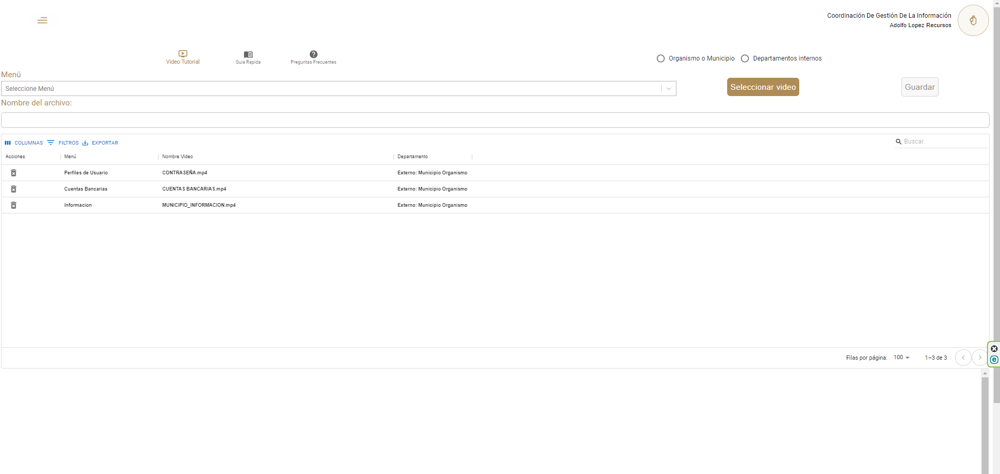 Coordinación De Gestión De La Información
Adolfo Lopez Recursos
Video Tutorial
Guia Rapida
Preguntas Frecuentes
Organismo o Municipio
Departamentos internos
Menú
Seleccione Menú
Seleccionar video
Guardar
Nombre del archivo:
COLUMNAS FILTROS EXPORTAR
Buscar
Acciones Menú Nombre Video Departamento
Perfiles de Usuario CONTRASEÑA.mp4 Externo: Municipio Organismo
Cuentas Bancarias CUENTAS BANCARIAS.mp4 Externo: Municipio Organismo
Informacion MUNICIPIO_INFORMACION.mp4 Externo: Municipio Organismo
Filas por página: 100 1–3 de 3